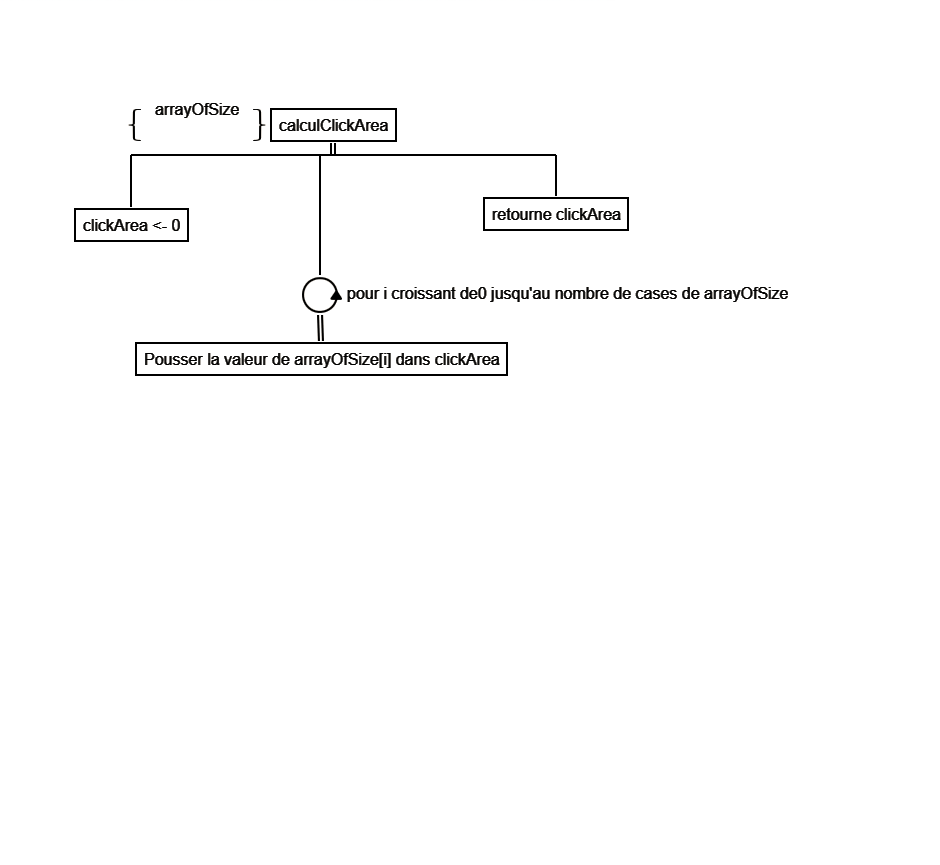 arrayOfSize
calculClickArea
clickArea <- 0
retourne clickArea
pour i croissant de0 jusqu'au nombre de cases de arrayOfSize
Pousser la valeur de arrayOfSize[i] dans clickArea